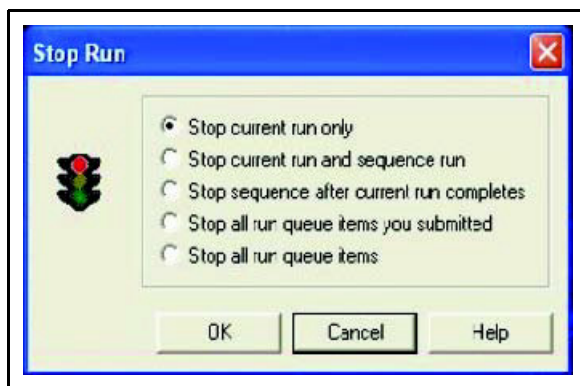 Stop Run
Stop current run only
Stop current run and sequence run
Stop sequence after current run completes
Stop all run queue items you submitted
Stop all run queue items
OK Cancel Help